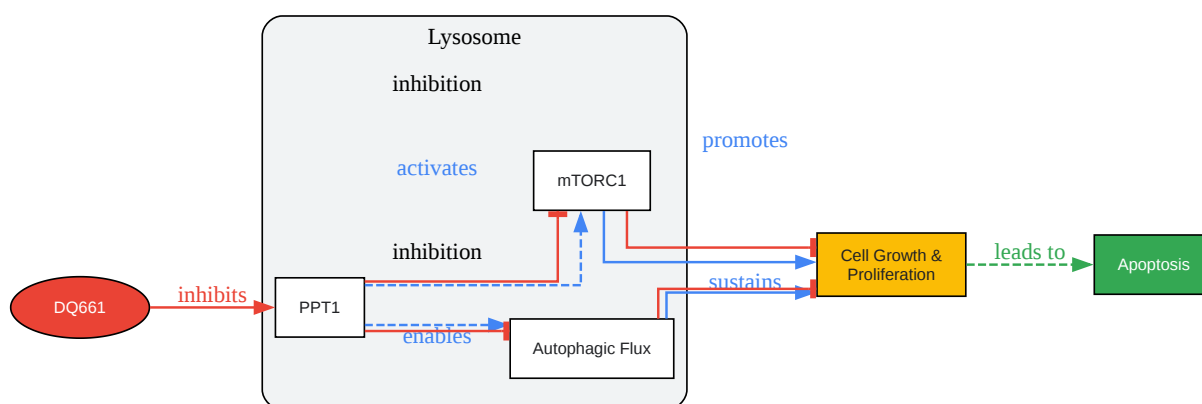 Lysosome
inhibition
activates
promotes
mTORC1
inhibition
Cell Growth &
Proliferation
leads to
Apoptosis
DQ661
inhibits
PPT1
sustains
enables
Autophagic Flux